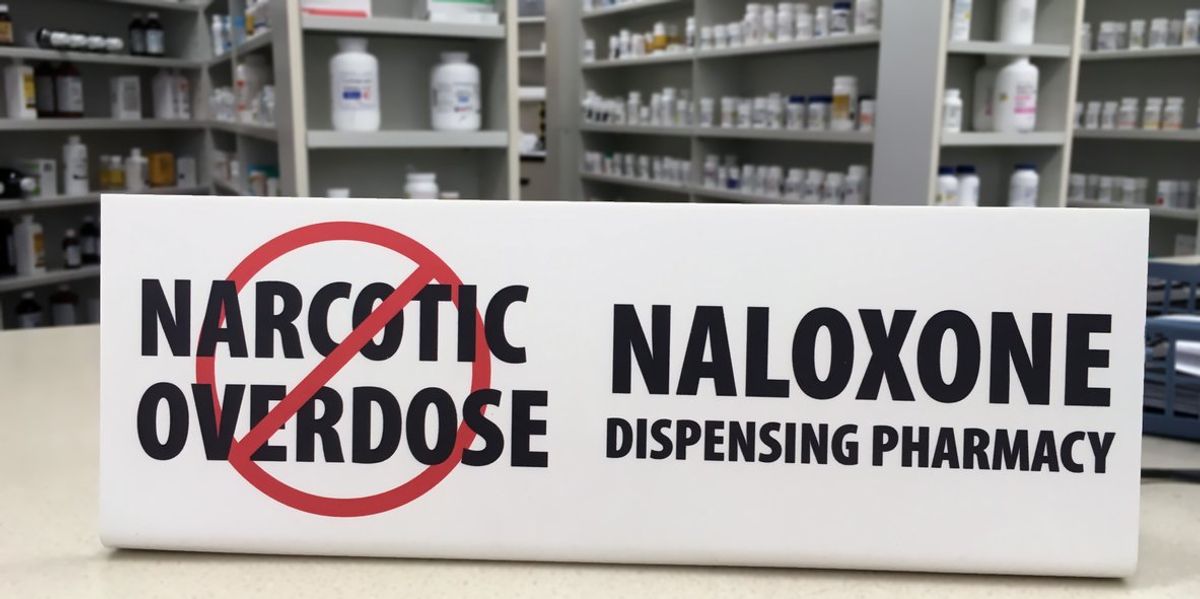 NARCOTIC
OVERDOSE
NALOXONE
DISPENSING PHARMACY